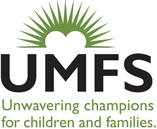 UMFS
Unwavering champions
for children and families.